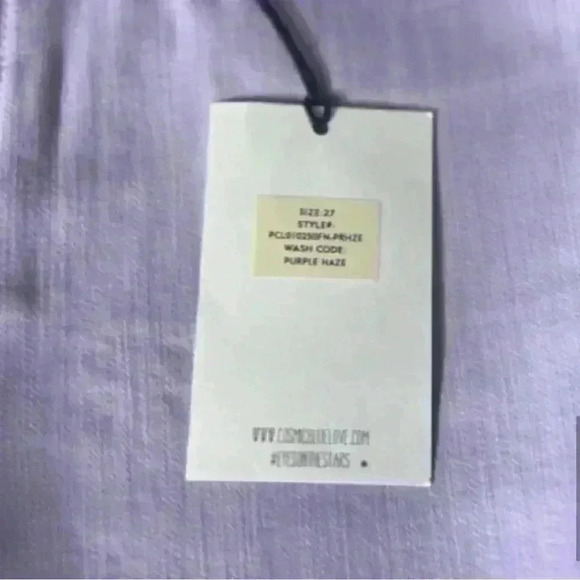 SIZE:27
STYLE#:
WASH CODE:
PURPLE HAZE
WWW.COSMICBLUELOVE.COM
#EYESONTHESTARS